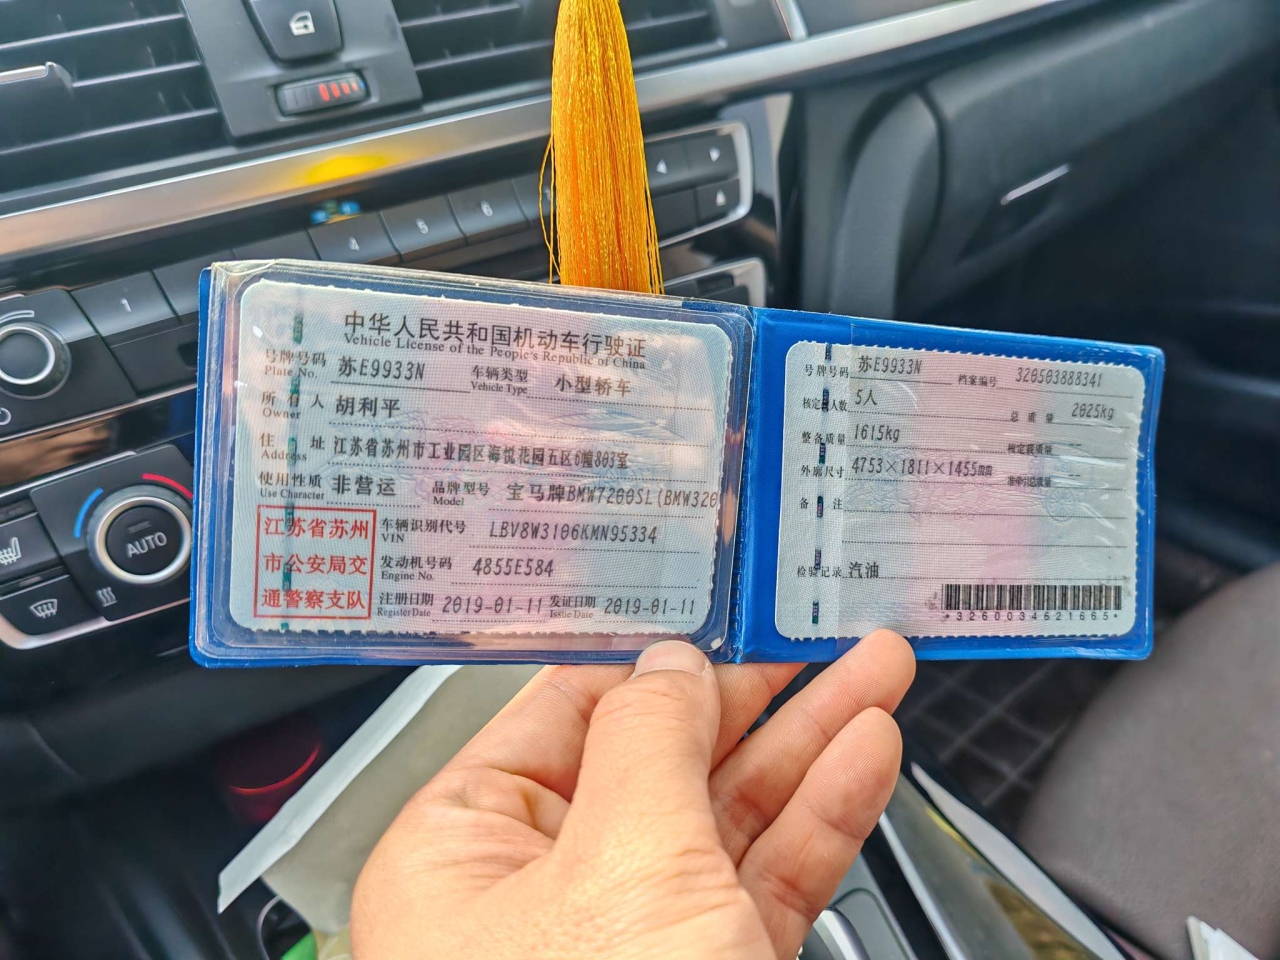 中华人民共和国机动车行驶证
Vehicle License of the People's Republic of China
号牌号码 苏E9933N 车辆类型 小型轿车
Plate No. Vehicle Type
所有人 胡利平
Owner
住址 江苏省苏州市工业园区海悦花园五区6幢803室
Address
使用性质 非营运 品牌型号 宝马牌BMW7200SL(BMW320
Use Character Model
江苏省苏州
市公安局交
通警察支队
车辆识别代号 LBV8W3106KMN95334
VIN
发动机号码 4855E584
Engine No.
注册日期 2019-01-11 发证日期 2019-01-11
Register Date Issue Date
号牌号码 苏E9933N 档案编号 320503888341
核定载人数 5人 总质量 2025kg
整备质量 1615kg 核定载质量 --
外廓尺寸 4753×1811×1455mm 准牵引总质量 --
备注
检验记录 汽油
*3260034621665*
1
4
5
6
AUTO